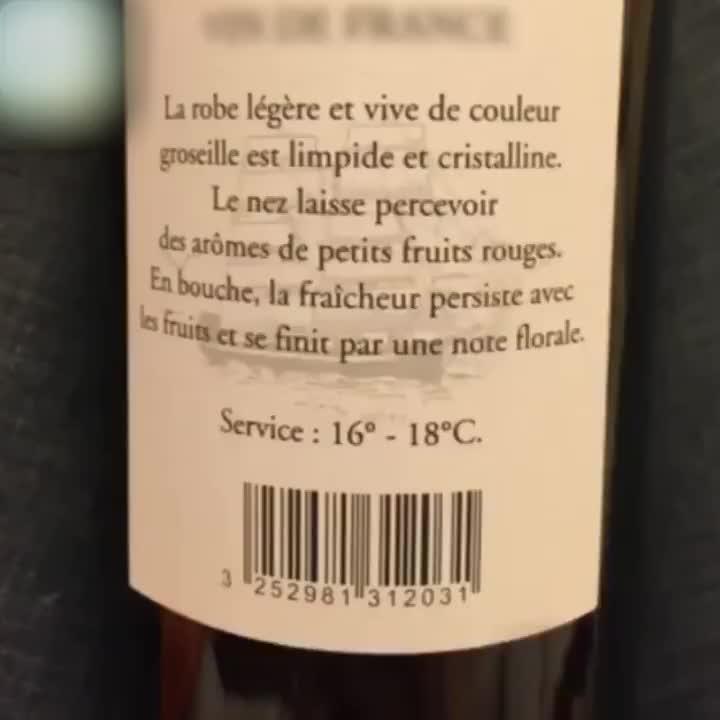 La robe légère et vive de couleur
groseille est limpide et cristalline.
Le nez laisse percevoir
des arômes de petits fruits rouges.
En bouche, la fraîcheur persiste avec
les fruits et se finit par une note florale.
Service : 16° - 18°C.
3 252981 312031